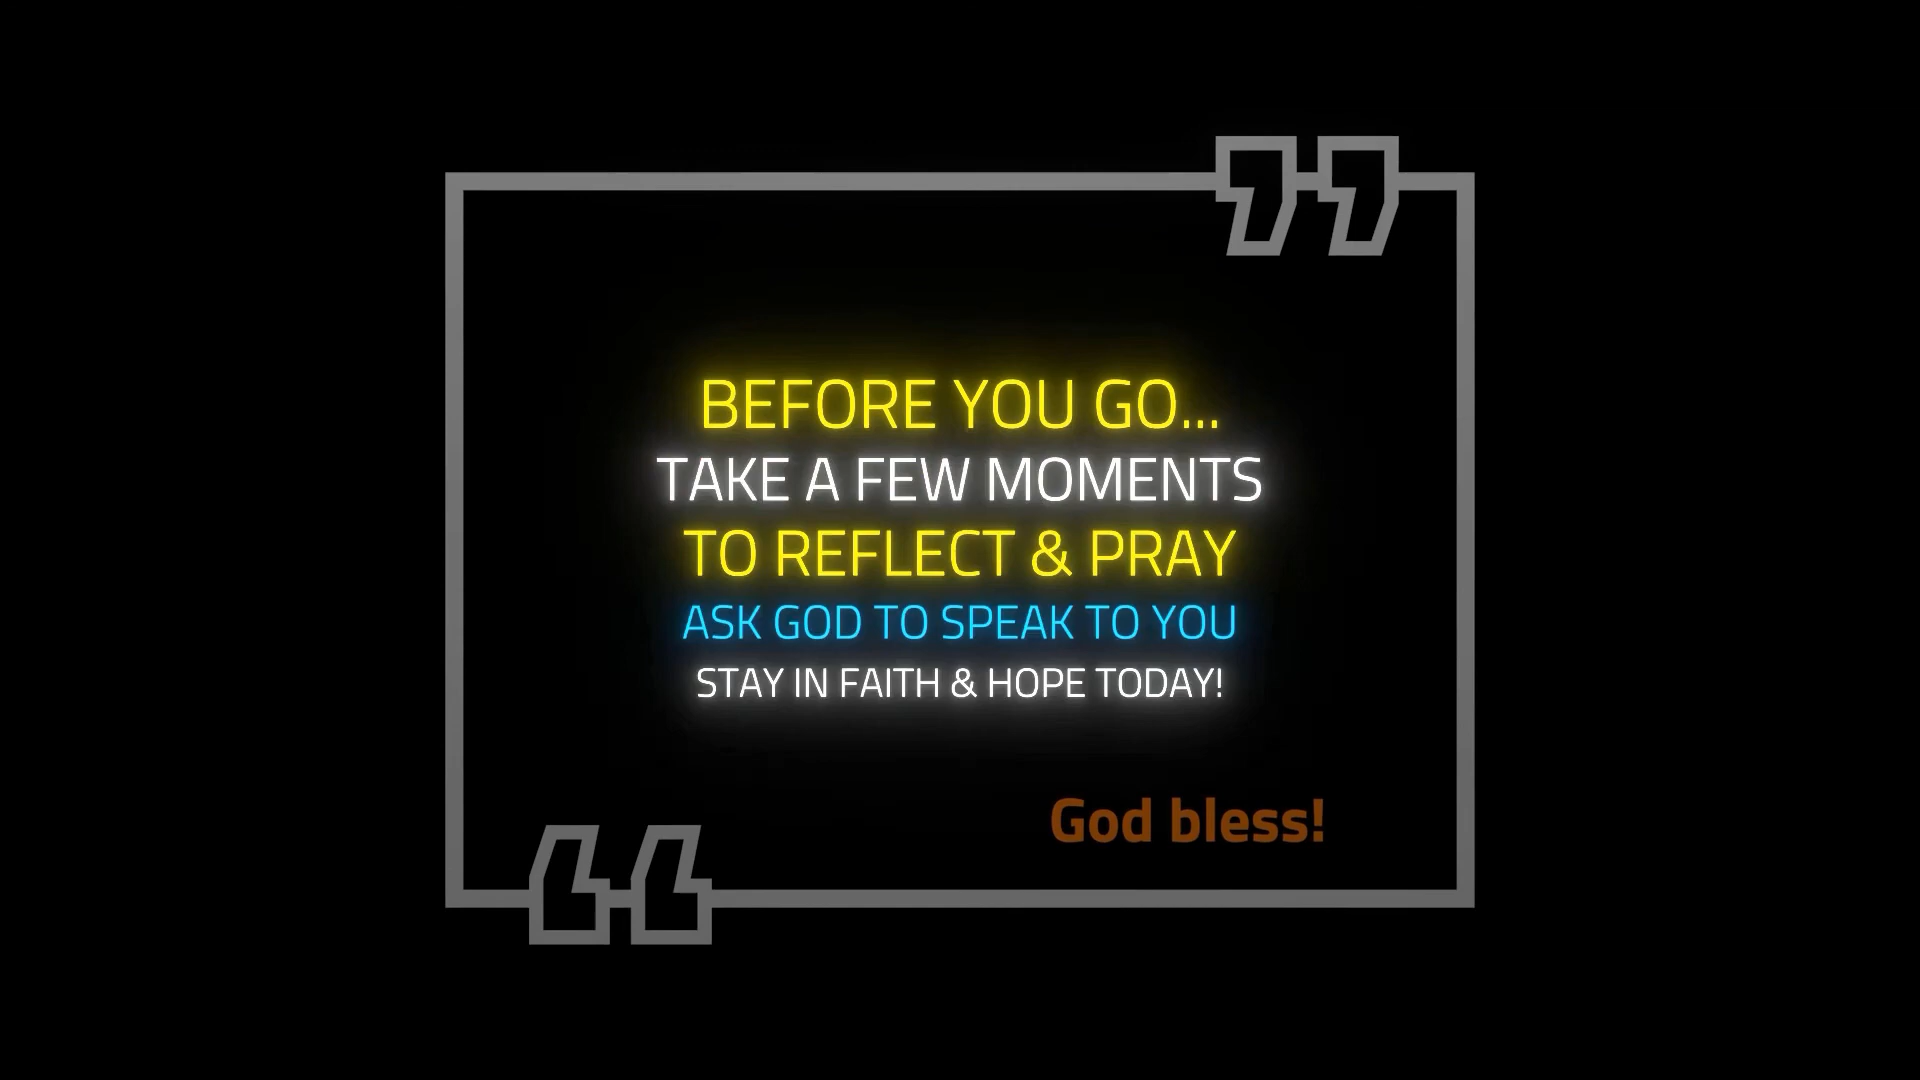 BEFORE YOU GO...
TAKE A FEW MOMENTS
TO REFLECT & PRAY
ASK GOD TO SPEAK TO YOU
STAY IN FAITH & HOPE TODAY!
God bless!